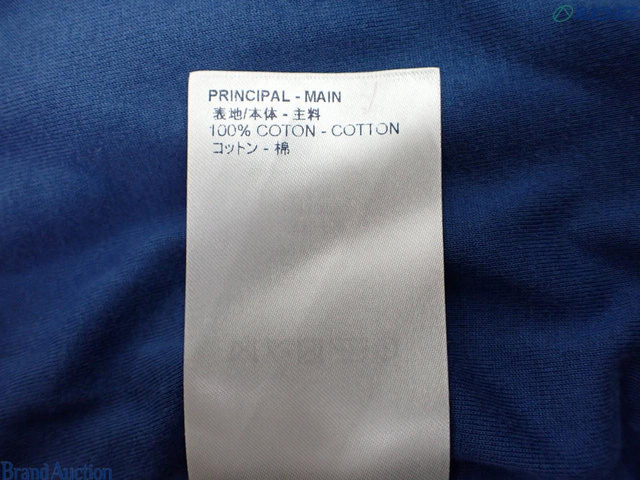 PRINCIPAL - MAIN
表地/本体 - 主料
100% COTON - COTTON
コットン - 棉
Brand Auction